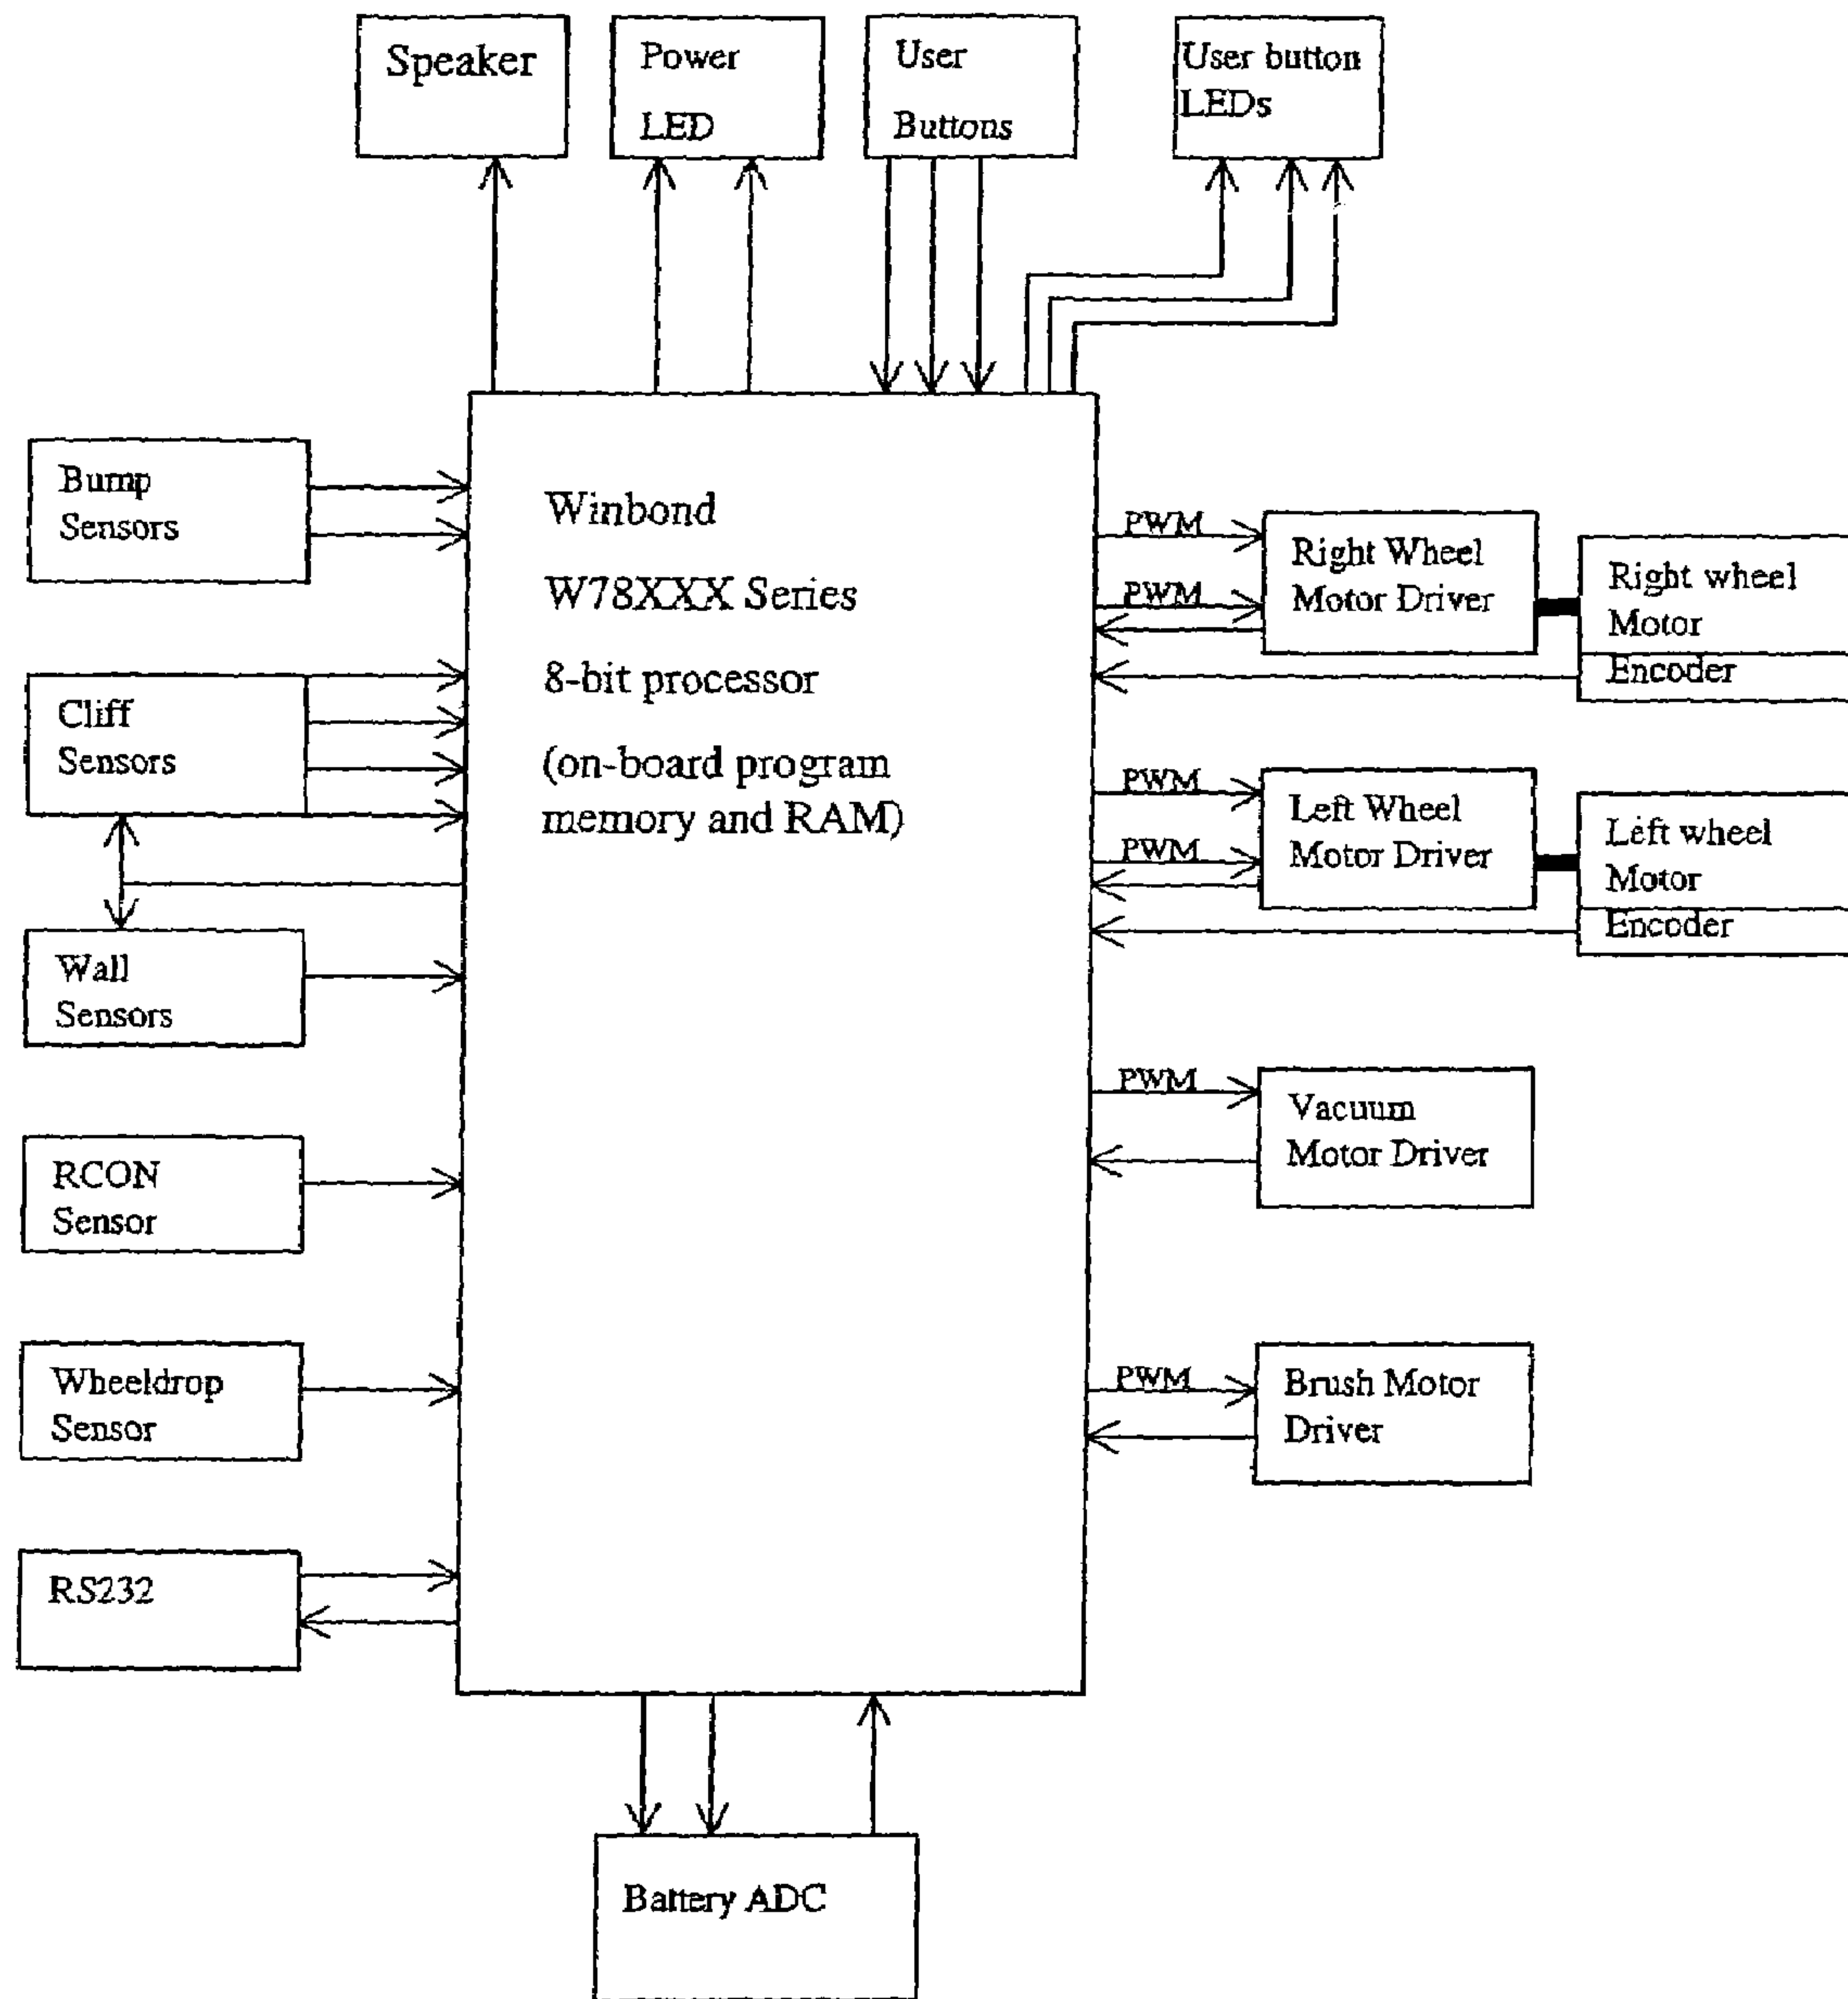 Speaker
Power
LED
User
Buttons
User button
LEDs
Bump
Sensors
Cliff
Sensors
Wall
Sensors
RCON
Sensor
Wheeldrop
Sensor
RS232
Winbond
W78XXX Series
8-bit processor
(on-board program
memory and RAM)
PWM
PWM
Right Wheel
Motor Driver
Right wheel
Motor
Encoder
PWM
PWM
Left Wheel
Motor Driver
Left wheel
Motor
Encoder
PWM
Vacuum
Motor Driver
PWM
Brush Motor
Driver
Battery ADC